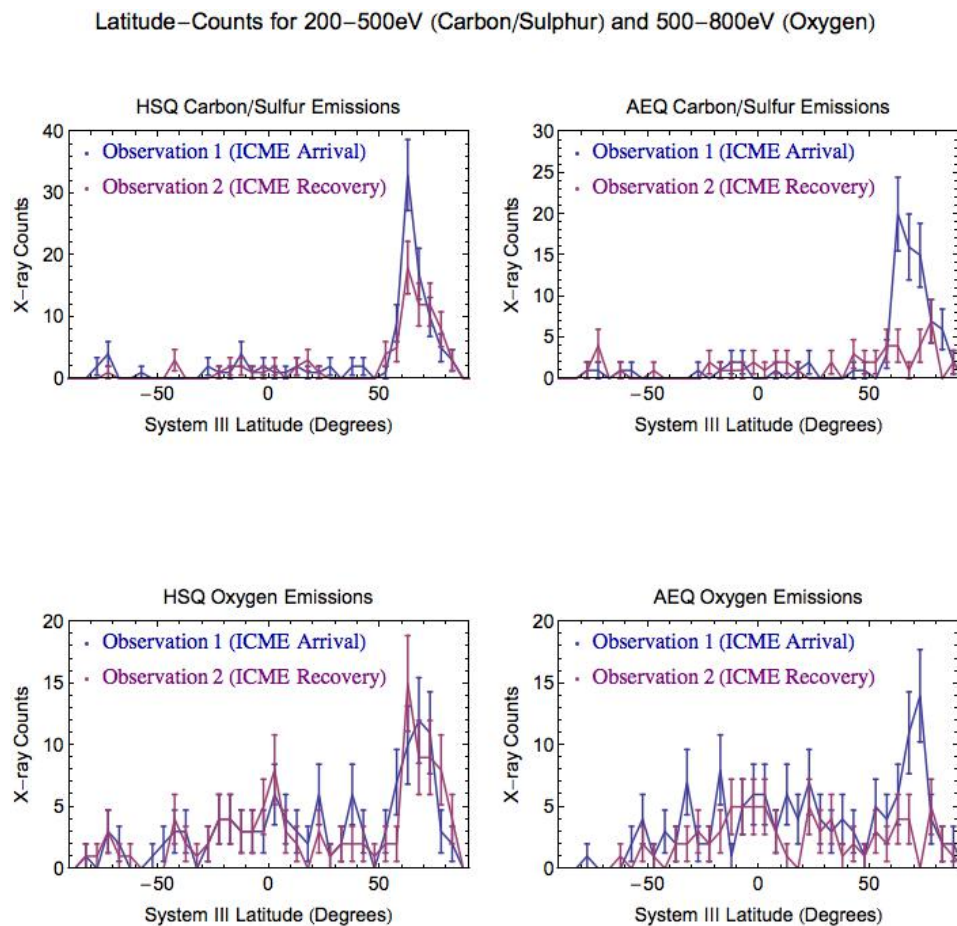 Latitude−Counts for 200−500eV (Carbon/Sulphur) and 500−800eV (Oxygen)
HSQ Carbon/Sulfur Emissions
40
30
20
10
0
X−ray Counts
Observation 1 (ICME Arrival)
Observation 2 (ICME Recovery)
−50
0
50
System III Latitude (Degrees)
AEQ Carbon/Sulfur Emissions
30
25
20
15
10
5
0
X−ray Counts
Observation 1 (ICME Arrival)
Observation 2 (ICME Recovery)
−50
0
50
System III Latitude (Degrees)
HSQ Oxygen Emissions
20
15
10
5
0
X−ray Counts
Observation 1 (ICME Arrival)
Observation 2 (ICME Recovery)
−50
0
50
System III Latitude (Degrees)
AEQ Oxygen Emissions
20
15
10
5
0
X−ray Counts
Observation 1 (ICME Arrival)
Observation 2 (ICME Recovery)
−50
0
50
System III Latitude (Degrees)